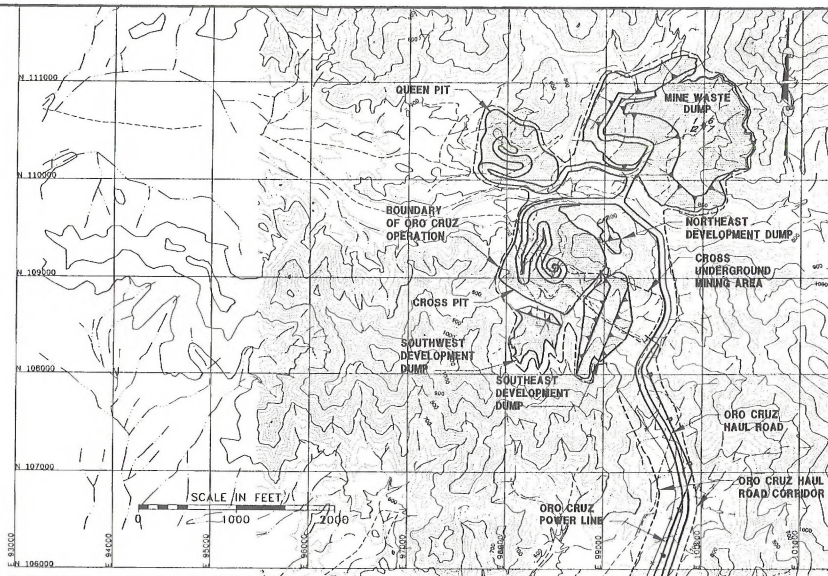 N 111000
QUEEN PIT
MINE WASTE
DUMP
N 110000
BOUNDARY
OF ORO CRUZ
OPERATION
NORTHEAST
DEVELOPMENT DUMP
N 109000
CROSS
UNDERGROUND
MINING AREA
CROSS PIT
SOUTHWEST
DEVELOPMENT
DUMP
N 108000
SOUTHEAST
DEVELOPMENT
DUMP
ORO CRUZ
HAUL ROAD
N 107000
ORO CRUZ HAUL
ROAD CORRIDOR
SCALE IN FEET
0 1000 2000
ORO CRUZ
POWER LINE
N 106000
E 93000
E 94000
E 95000
E 96000
E 97000
E 98000
E 99000
E 100000
E 101000